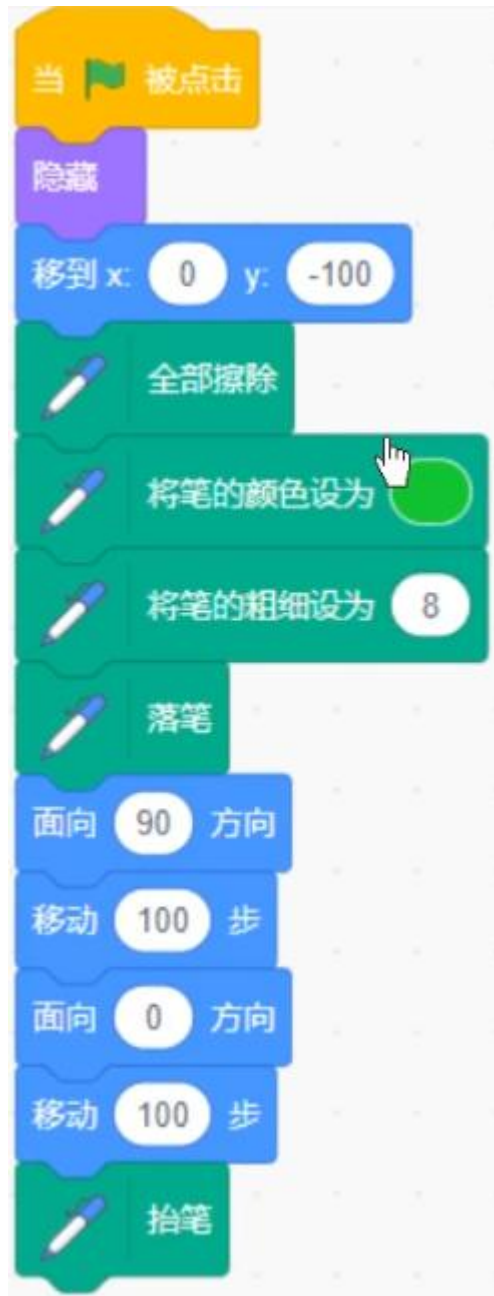 当 被点击
隐藏
移到 x: 0 y: -100
全部擦除
将笔的颜色设为
将笔的粗细设为 8
落笔
面向 90 方向
移动 100 步
面向 0 方向
移动 100 步
抬笔